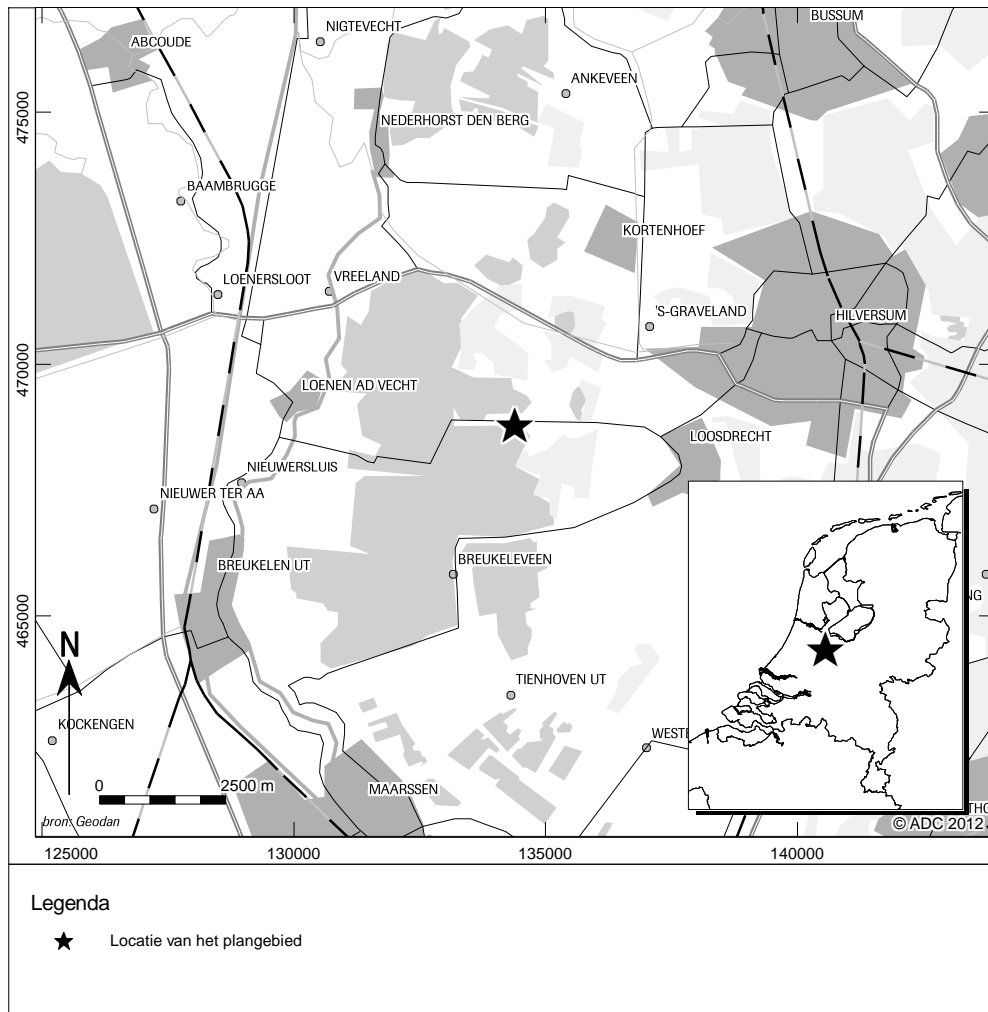 BUSSUM
NIGTEVECHT
ABCOUDE
ANKEVEEN
475000
NEDERHORST DEN BERG
BAAMBRUGGE
KORTENHOEF
LOENERSLOOT
VREELAND
'S-GRAVELAND
HILVERSUM
470000
LOENEN AD VECHT
LOOSDRECHT
NIEUWERSLUIS
NIEUWER TER AA
BREUKELEN UT
BREUKELEVEEN
465000
N
TIENHOVEN UT
KOCKENGEN
0
2500 m
MAARSSEN
bron: Geodan
© ADC 2012
125000
130000
135000
140000
Legenda
Locatie van het plangebied